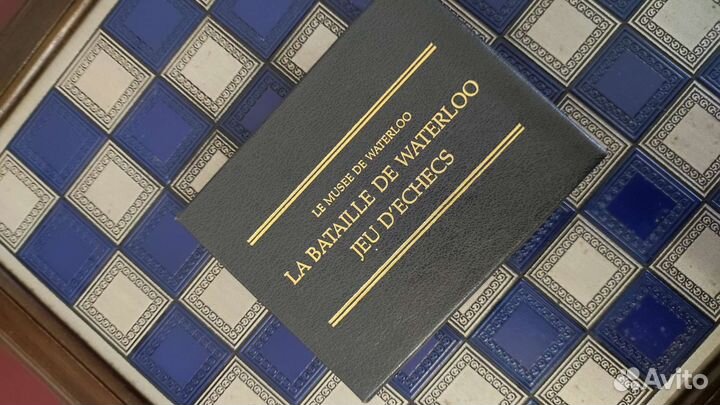 LE MUSEE DE WATERLOO
LA BATAILLE DE WATERLOO
JEU D'ECHECS
Avito